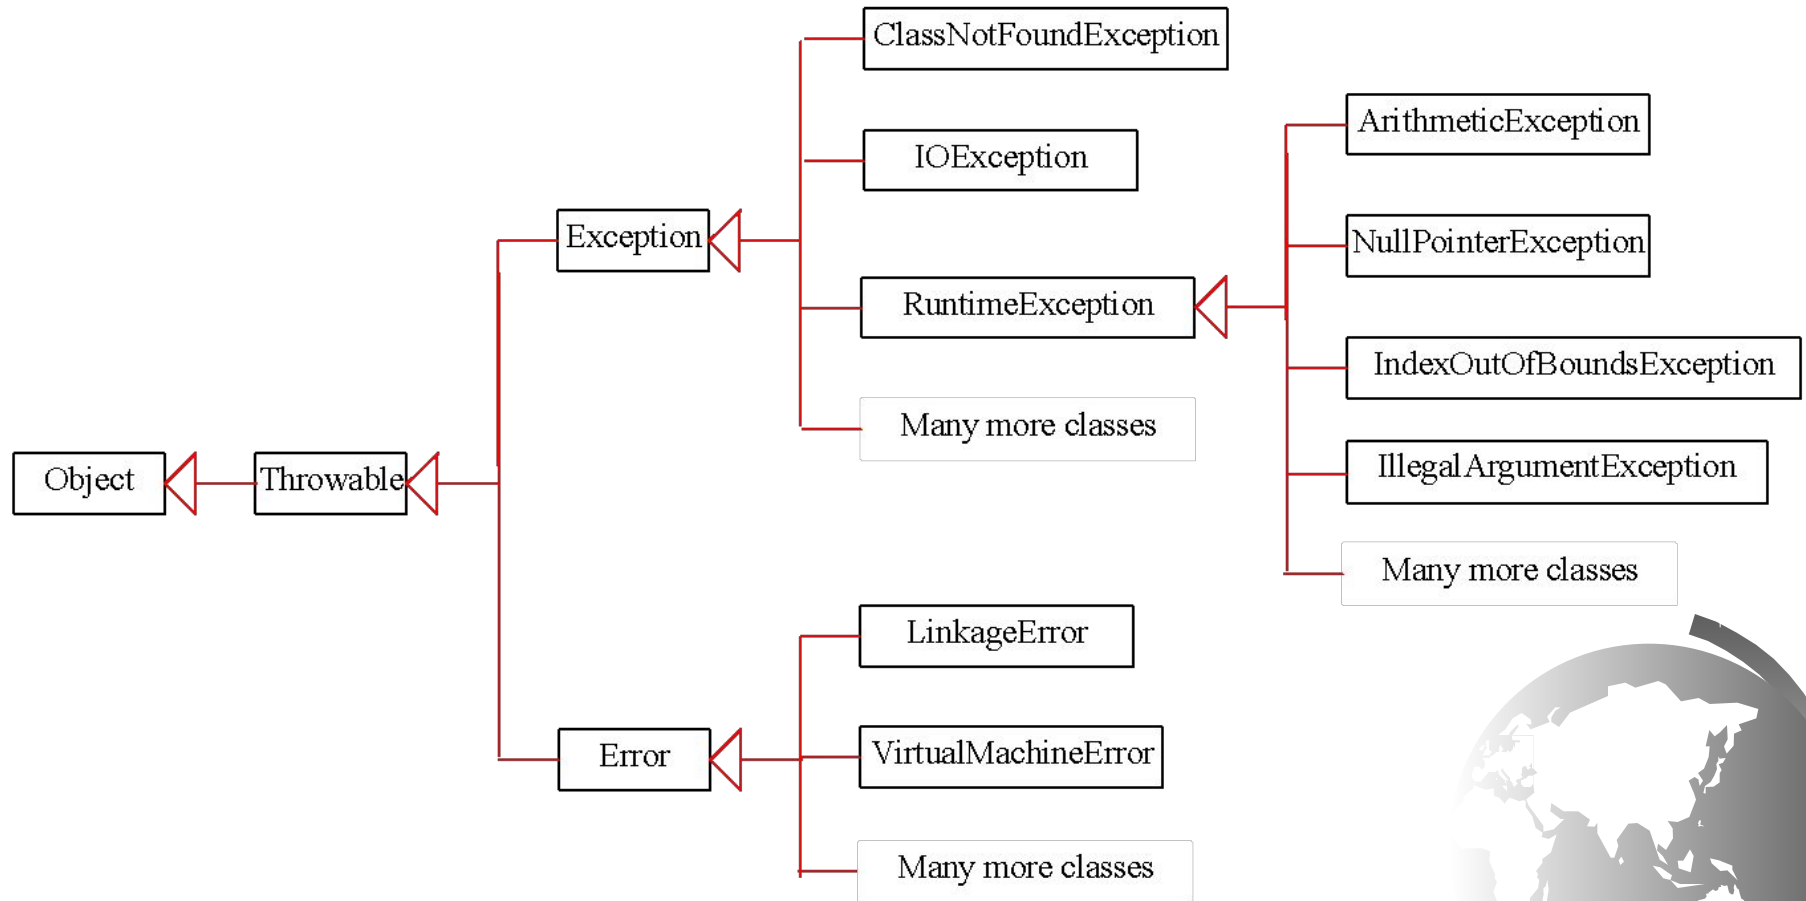 ClassNotFoundException
IOException
Exception
RuntimeException
Many more classes
ArithmeticException
NullPointerException
IndexOutOfBoundsException
IllegalArgumentException
Many more classes
Object
Throwable
LinkageError
Error
VirtualMachineError
Many more classes